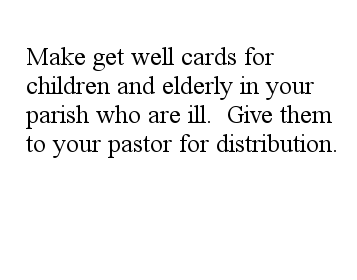 Make get well cards for
children and elderly in your
parish who are ill.  Give them
to your pastor for distribution.